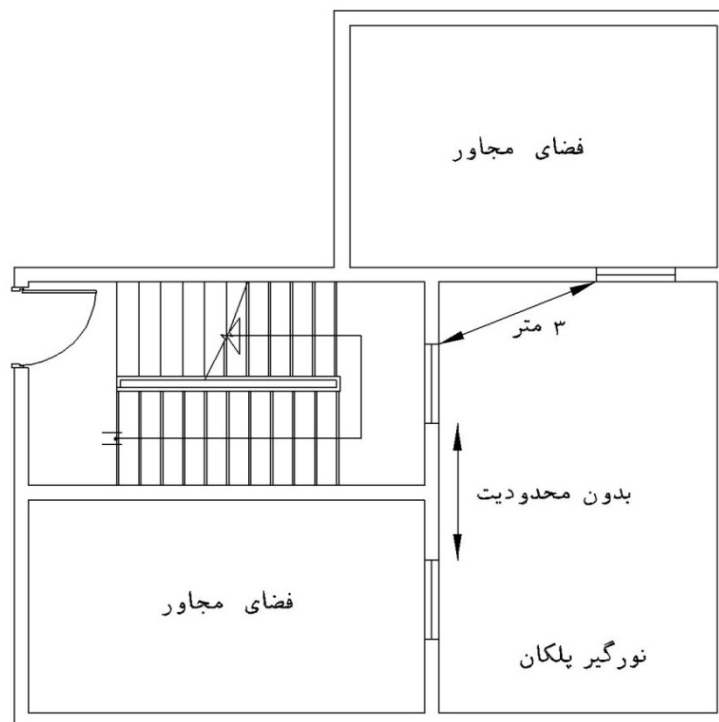 فضای مجاور
۳ متر
بدون محدودیت
فضای مجاور
نورگیر پلکان